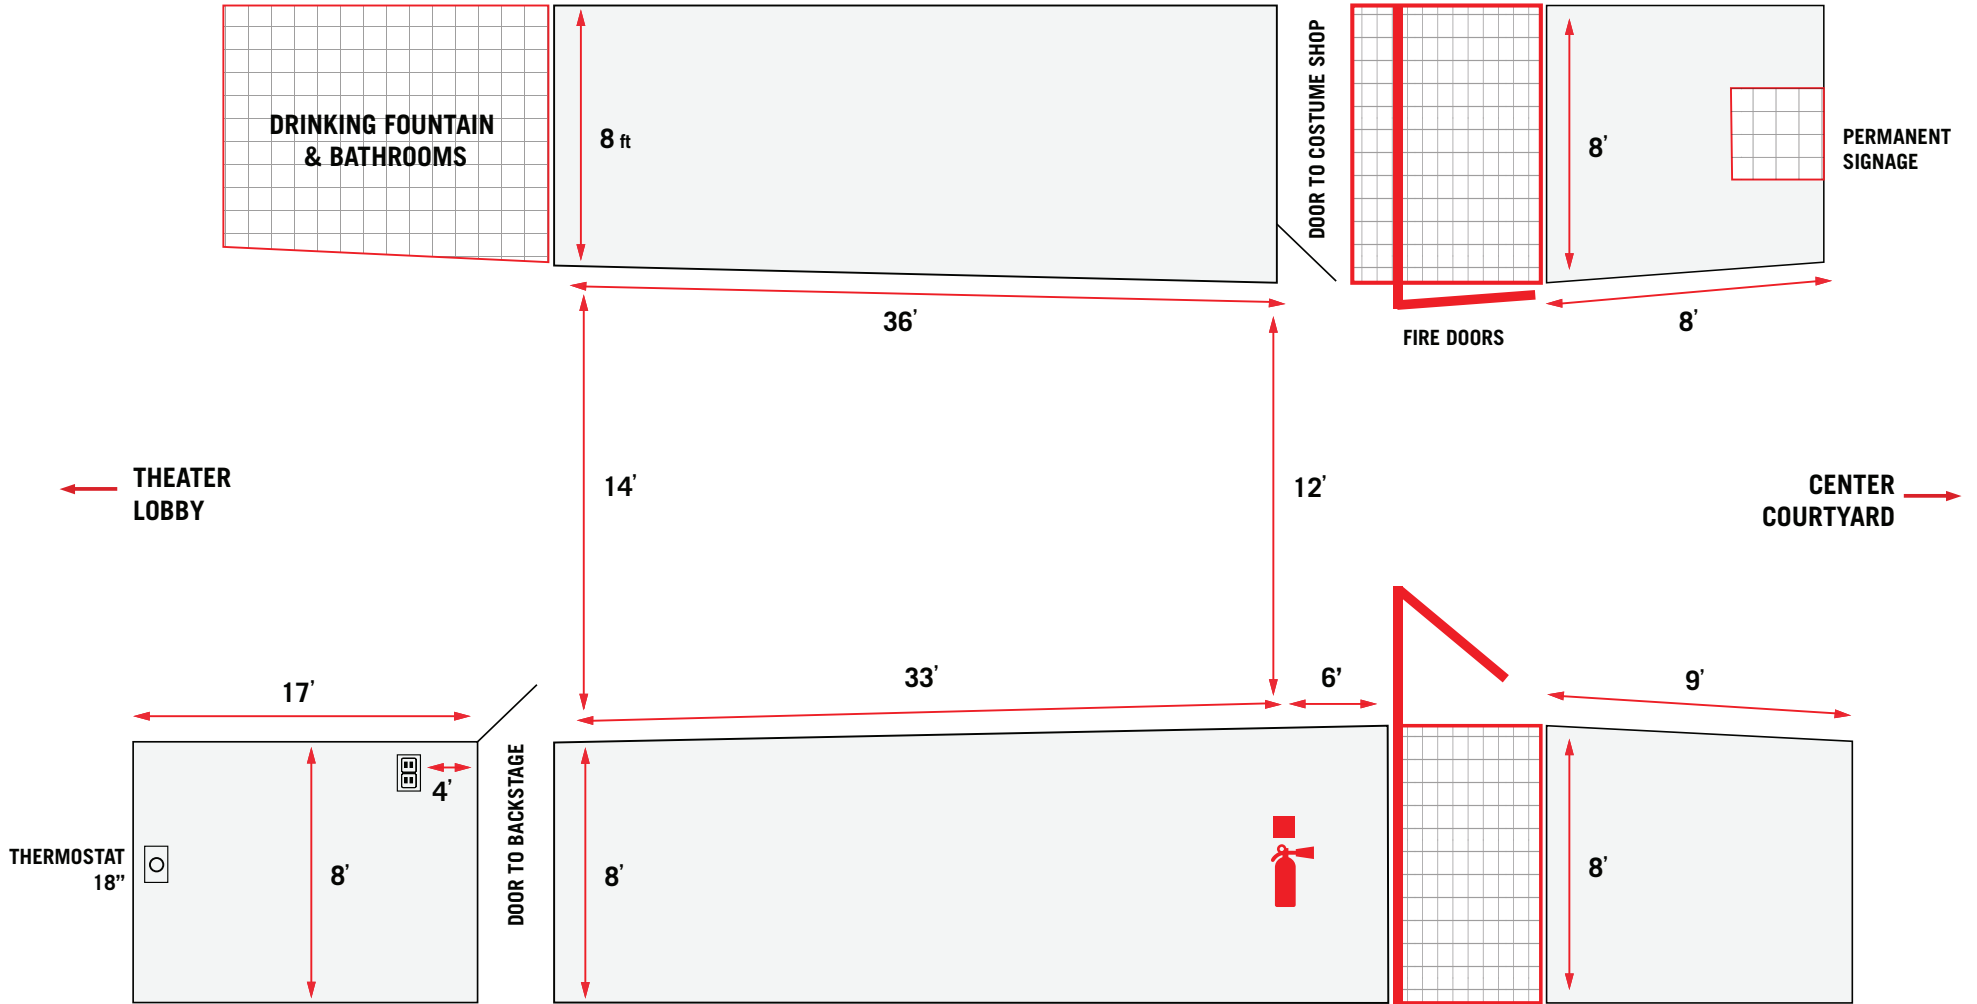 DRINKING FOUNTAIN
& BATHROOMS
8 ft
DOOR TO COSTUME SHOP
8’
PERMANENT
SIGNAGE
36’
8’
FIRE DOORS
THEATER
LOBBY
14’
12’
CENTER
COURTYARD
17’
33’
6’
9’
4’
THERMOSTAT
18”
8’
DOOR TO BACKSTAGE
8’
8’